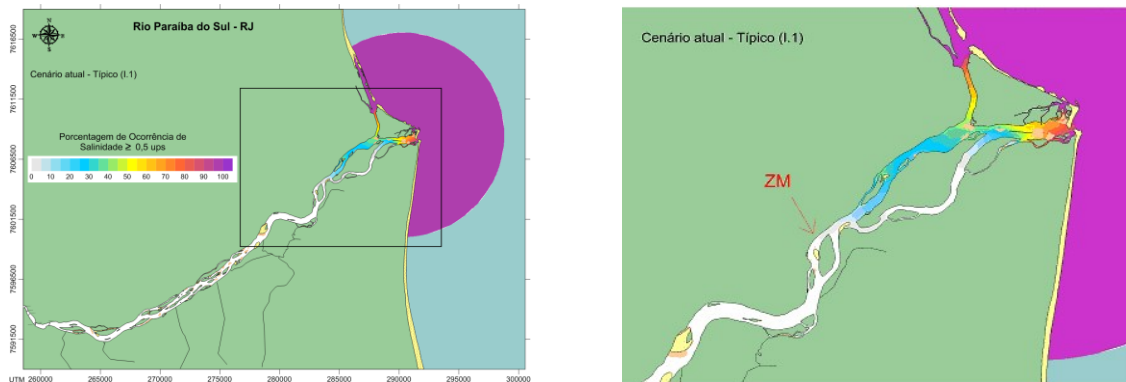 Rio Paraíba do Sul - RJ
N
W
E
S
Cenário atual - Típico (I.1)
Porcentagem de Ocorrência de
Salinidade ≥ 0,5 ups
0 10 20 30 40 50 60 70 80 90 100
7616500
7611500
7606500
7601500
7596500
7591500
UTM 260000 265000 270000 275000 280000 285000 290000 295000 300000
Cenário atual - Típico (I.1)
ZM